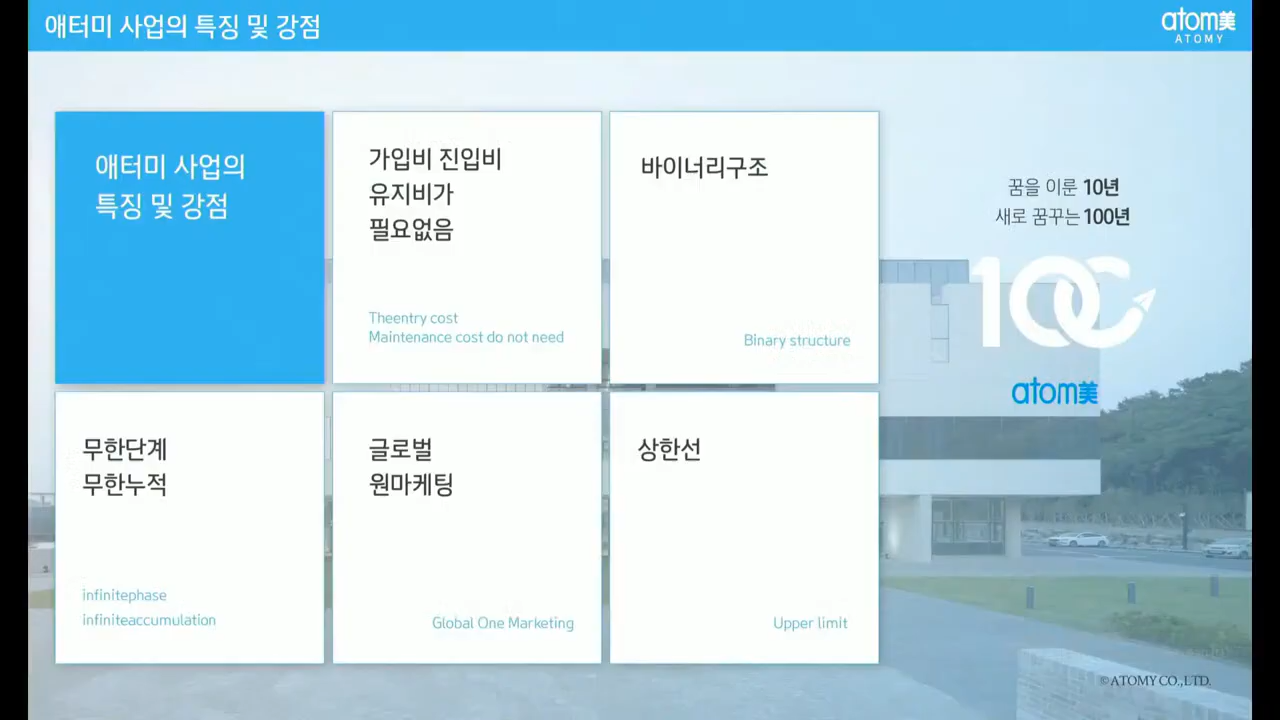 애터미 사업의 특징 및 강점
atom美
ATOMY
애터미 사업의
특징 및 강점
가입비 진입비
유지비가
필요없음
Theentry cost
Maintenance cost do not need
바이너리구조
Binary structure
꿈을 이룬 10년
새로 꿈꾸는 100년
100
atom美
무한단계
무한누적
infinitephase
infiniteaccumulation
글로벌
원마케팅
Global One Marketing
상한선
Upper limit
©ATOMY CO.,LTD.